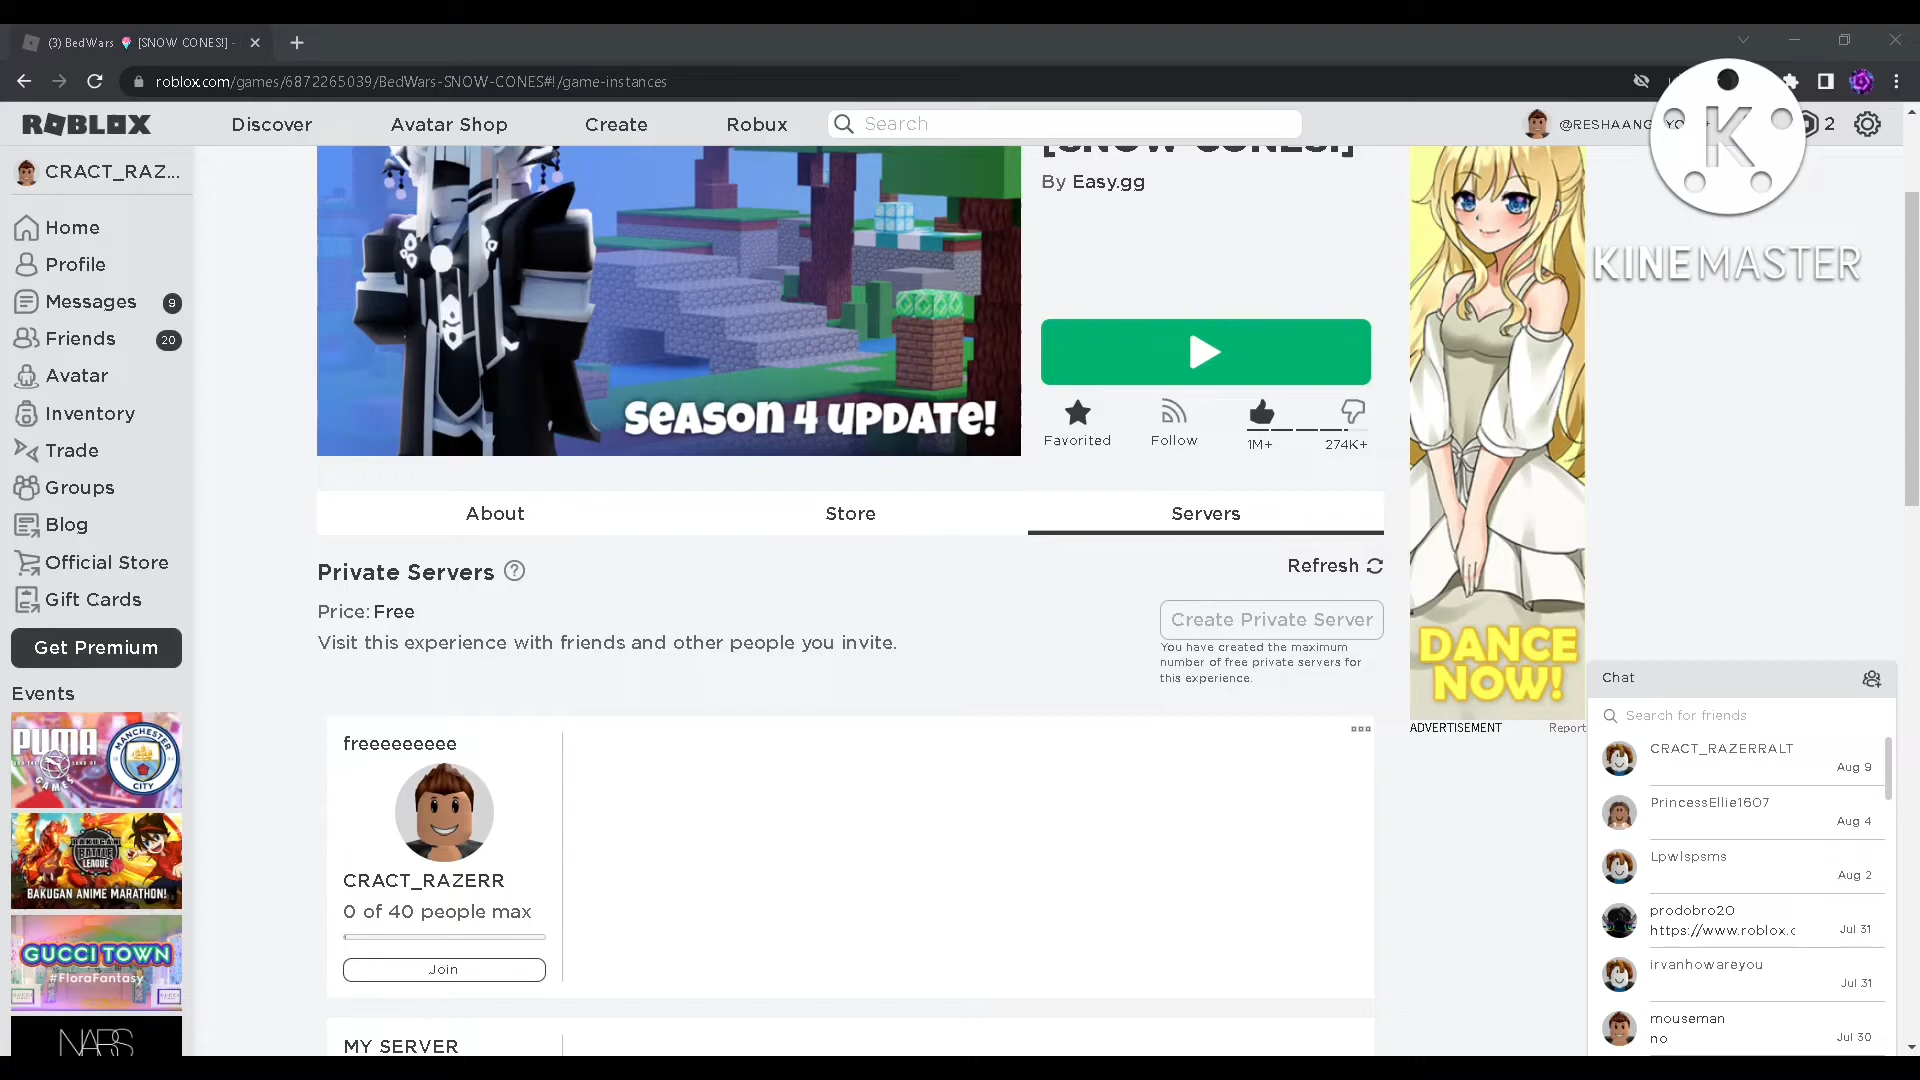 (3) BedWars [SNOW CONES!] -
roblox.com/games/6872265039/BedWars-SNOW-CONES#!/game-instances
ROBLOX
Discover
Avatar Shop
Create
Robux
Search
2
K
KINEMASTER
CRACT_RAZ...
Home
Profile
Messages 9
Friends 20
Avatar
Inventory
Trade
Groups
Blog
Official Store
Gift Cards
Get Premium
Events
PUMA
MANCHESTER CITY
BAKUGAN
BATTLE
LEAGUE
BAKUGAN ANIME MARATHON!
GUCCI TOWN
#FloraFantasy
NARS
[SNOW CONES!]
By Easy.gg
SEASON 4 UPDATE!
Favorited
Follow
1M+
274K+
About
Store
Servers
Private Servers ?
Refresh
Price: Free
Visit this experience with friends and other people you invite.
Create Private Server
You have created the maximum
number of free private servers for
this experience.
freeeeeeeee
CRACT_RAZERR
0 of 40 people max
Join
MY SERVER
DANCE
NOW!
ADVERTISEMENT
Report
Chat
Search for friends
CRACT_RAZERRALT
Aug 9
PrincessEllie1607
Aug 4
Lpwlspsms
Aug 2
prodobro20
https://www.roblox.c
Jul 31
irvanhowareyou
Jul 31
mouseman
no
Jul 30